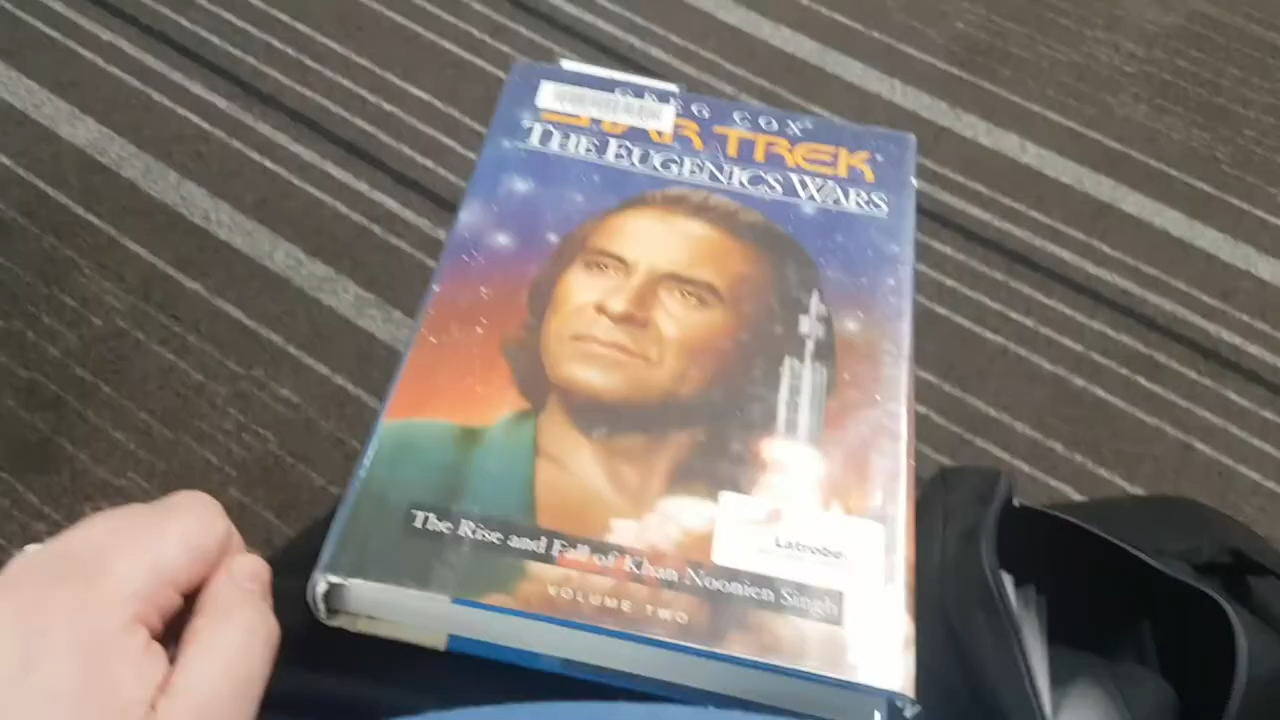 GREG COX
STAR TREK
THE EUGENICS WARS
The Rise and Fall of Khan Noonien Singh
VOLUME TWO
Latrobe